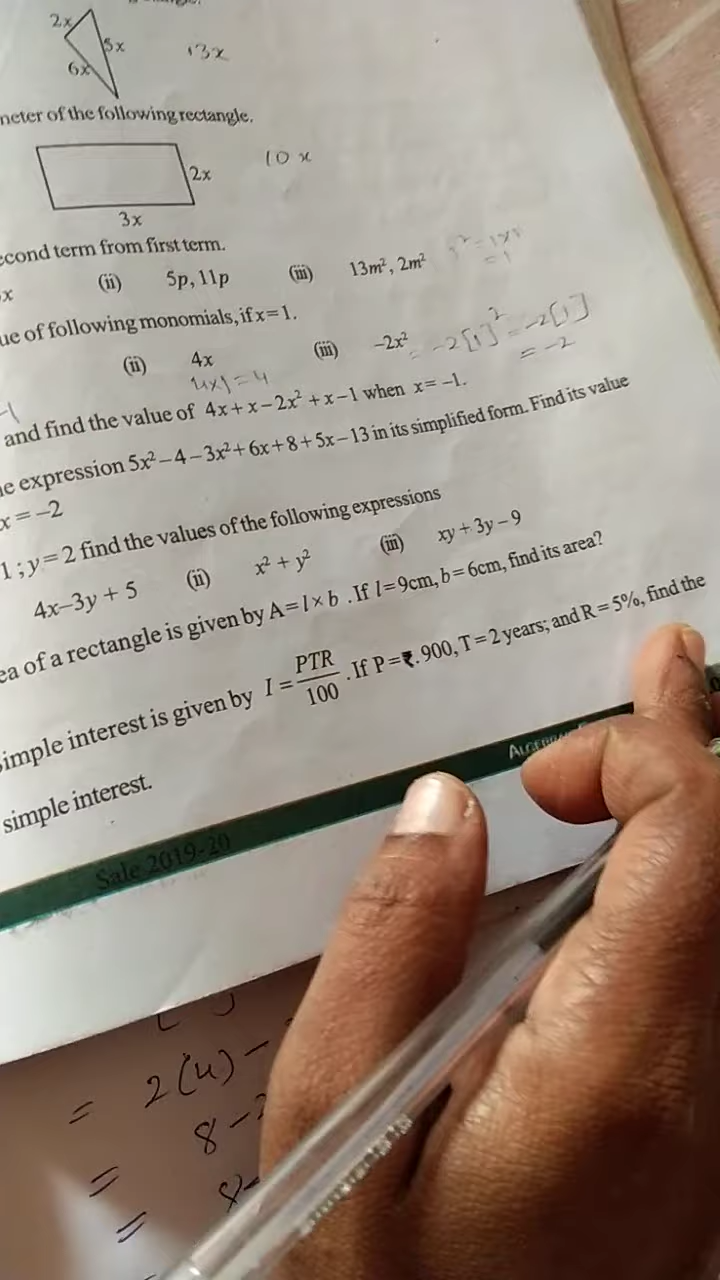 2x
5x
13x
6x
meter of the following rectangle.
2x
10x
3x
second term from first term.
x (ii) 5p, 11p (iii) 13m², 2m²
= 1
ue of following monomials, if x = 1.
(ii) 4x (iii) -2x² = -2[1]² = -2[1]
4x1 = 4 = -2
-1
and find the value of 4x + x - 2x² + x - 1 when x = -1.
e expression 5x² - 4 - 3x² + 6x + 8 + 5x - 13 in its simplified form. Find its value
x = -2
1 ; y = 2 find the values of the following expressions
4x-3y + 5 (ii) x² + y² (iii) xy + 3y - 9
ea of a rectangle is given by A = l × b . If l = 9cm, b = 6cm, find its area?
simple interest is given by I = PTR/100 . If P = ₹. 900, T = 2 years; and R = 5%, find the
simple interest.
Sale 2019-20
= 2(4) -
= 8 -
= 8-